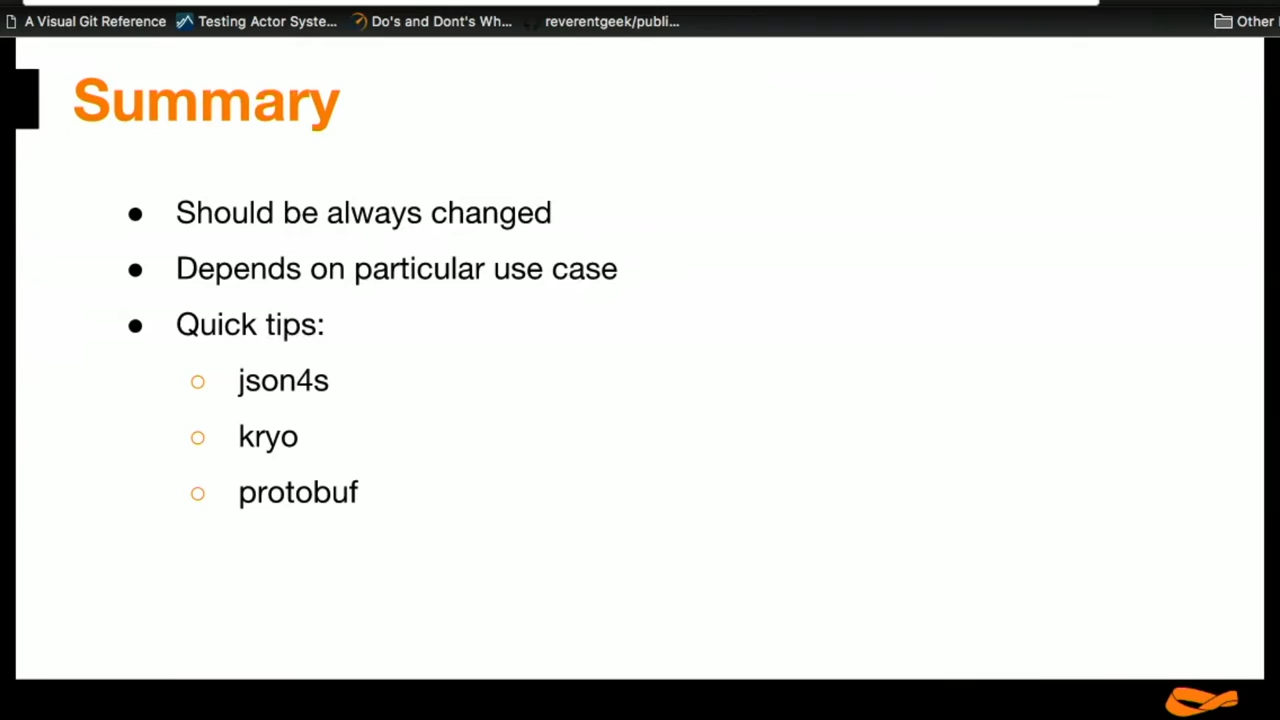 A Visual Git Reference Testing Actor Syste... Do's and Dont's Wh... reverentgeek/publi... Other
Summary
● Should be always changed
● Depends on particular use case
● Quick tips:
○ json4s
○ kryo
○ protobuf